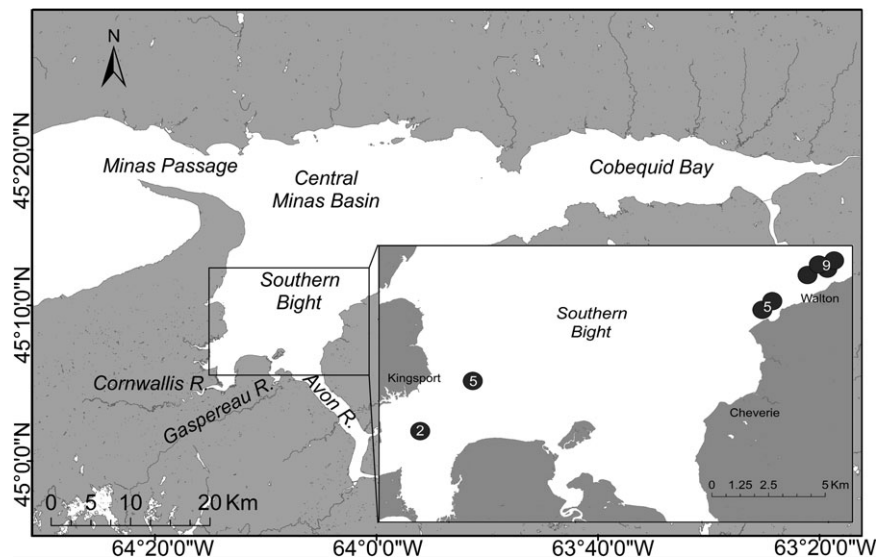 N
45°20'0"N
45°10'0"N
45°0'0"N
Minas Passage
Central
Minas Basin
Cobequid Bay
Southern
Bight
Cornwallis R.
Gaspereau R.
Avon R.
0 5 10 20 Km
Southern
Bight
9
Walton
5
Kingsport
5
2
Cheverie
0 1.25 2.5 5 Km
64°20'0"W 64°0'0"W 63°40'0"W 63°20'0"W